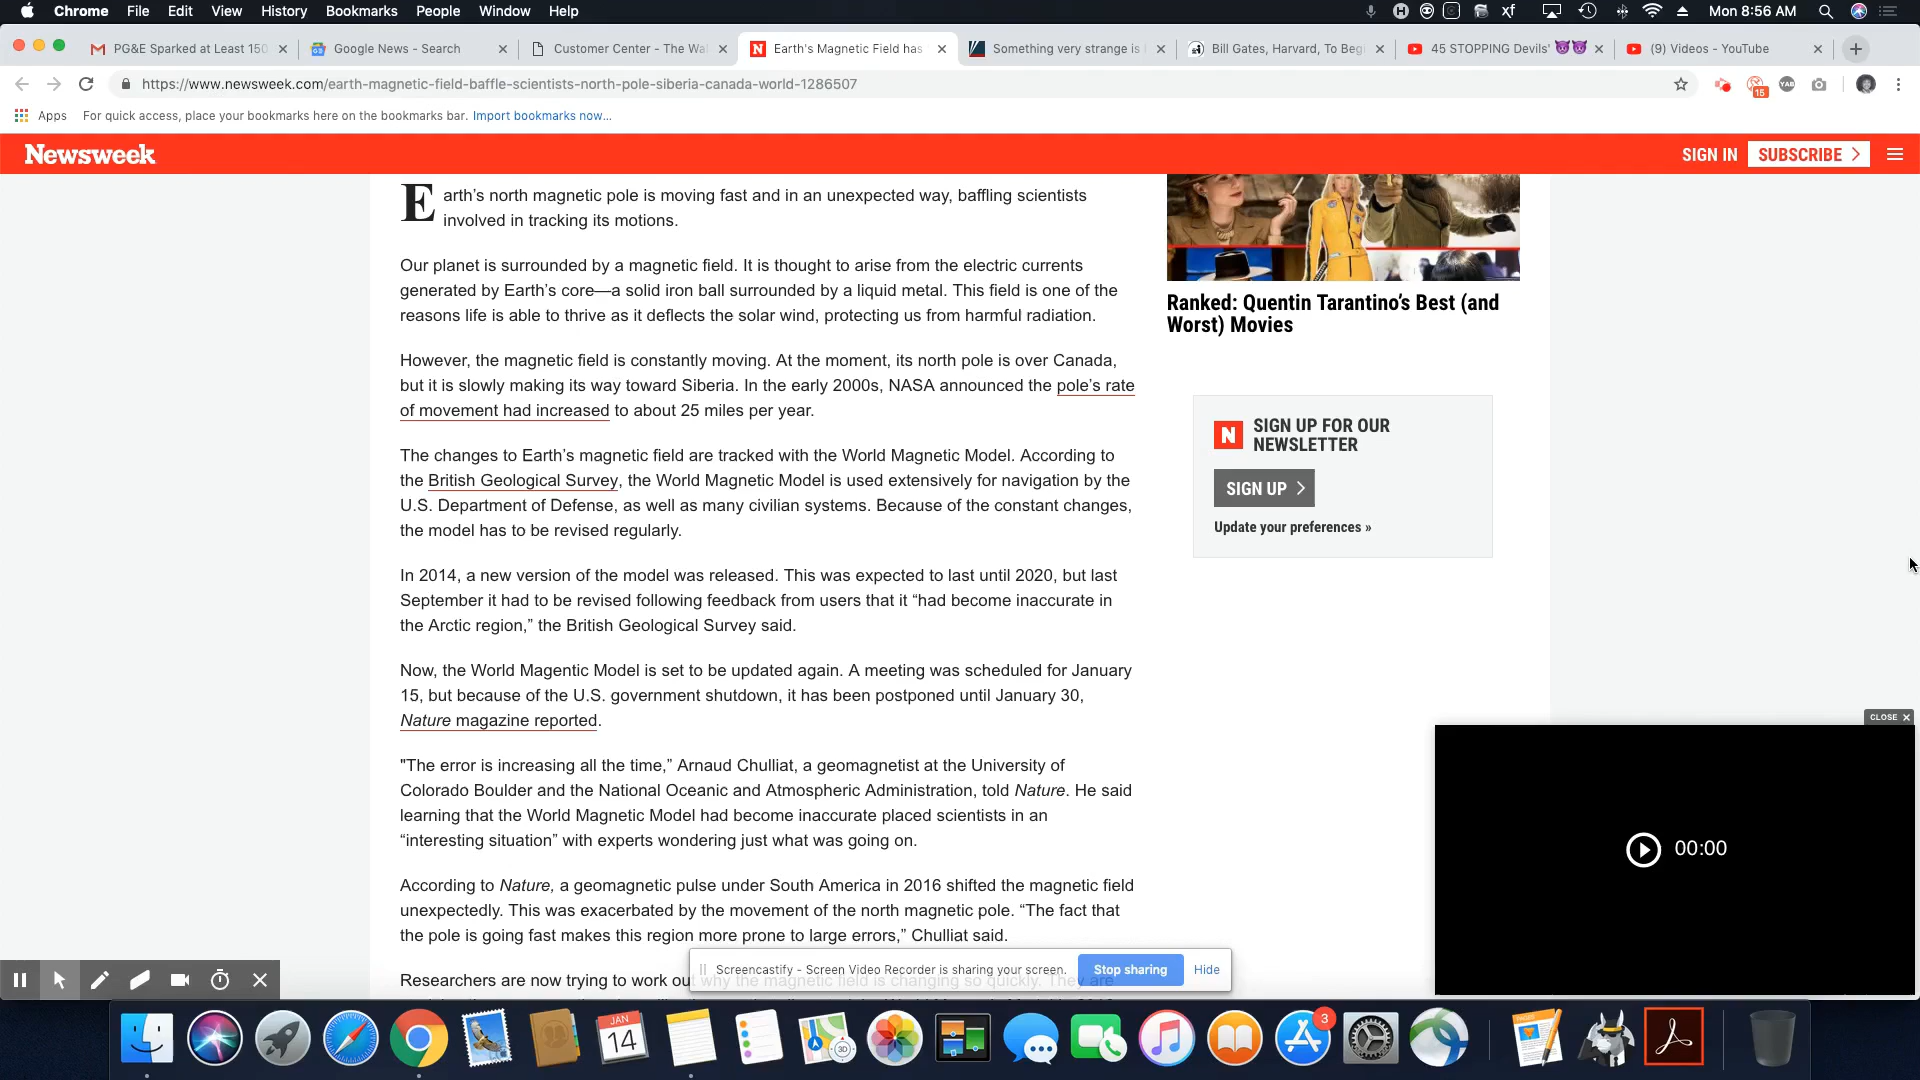 Chrome File Edit View History Bookmarks People Window Help
Mon 8:56 AM
PG&E Sparked at Least 150
Google News - Search
Customer Center - The Wal
Earth's Magnetic Field has
Something very strange is
Bill Gates, Harvard, To Begi
45 STOPPING Devils' 😈😈
(9) Videos - YouTube
https://www.newsweek.com/earth-magnetic-field-baffle-scientists-north-pole-siberia-canada-world-1286507
15
YAB
Apps For quick access, place your bookmarks here on the bookmarks bar. Import bookmarks now...
Newsweek
SIGN IN SUBSCRIBE
Earth's north magnetic pole is moving fast and in an unexpected way, baffling scientists
involved in tracking its motions.
Our planet is surrounded by a magnetic field. It is thought to arise from the electric currents
generated by Earth's core—a solid iron ball surrounded by a liquid metal. This field is one of the
reasons life is able to thrive as it deflects the solar wind, protecting us from harmful radiation.
However, the magnetic field is constantly moving. At the moment, its north pole is over Canada,
but it is slowly making its way toward Siberia. In the early 2000s, NASA announced the pole's rate
of movement had increased to about 25 miles per year.
The changes to Earth's magnetic field are tracked with the World Magnetic Model. According to
the British Geological Survey, the World Magnetic Model is used extensively for navigation by the
U.S. Department of Defense, as well as many civilian systems. Because of the constant changes,
the model has to be revised regularly.
In 2014, a new version of the model was released. This was expected to last until 2020, but last
September it had to be revised following feedback from users that it “had become inaccurate in
the Arctic region,” the British Geological Survey said.
Now, the World Magentic Model is set to be updated again. A meeting was scheduled for January
15, but because of the U.S. government shutdown, it has been postponed until January 30,
Nature magazine reported.
"The error is increasing all the time,” Arnaud Chulliat, a geomagnetist at the University of
Colorado Boulder and the National Oceanic and Atmospheric Administration, told Nature. He said
learning that the World Magnetic Model had become inaccurate placed scientists in an
“interesting situation” with experts wondering just what was going on.
According to Nature, a geomagnetic pulse under South America in 2016 shifted the magnetic field
unexpectedly. This was exacerbated by the movement of the north magnetic pole. “The fact that
the pole is going fast makes this region more prone to large errors,” Chulliat said.
Researchers are now trying to work out why the magnetic field is changing so quickly. They are
Ranked: Quentin Tarantino's Best (and
Worst) Movies
N
SIGN UP FOR OUR
NEWSLETTER
SIGN UP
Update your preferences »
CLOSE
00:00
Screencastify - Screen Video Recorder is sharing your screen. Stop sharing Hide
JAN
14
3D
3